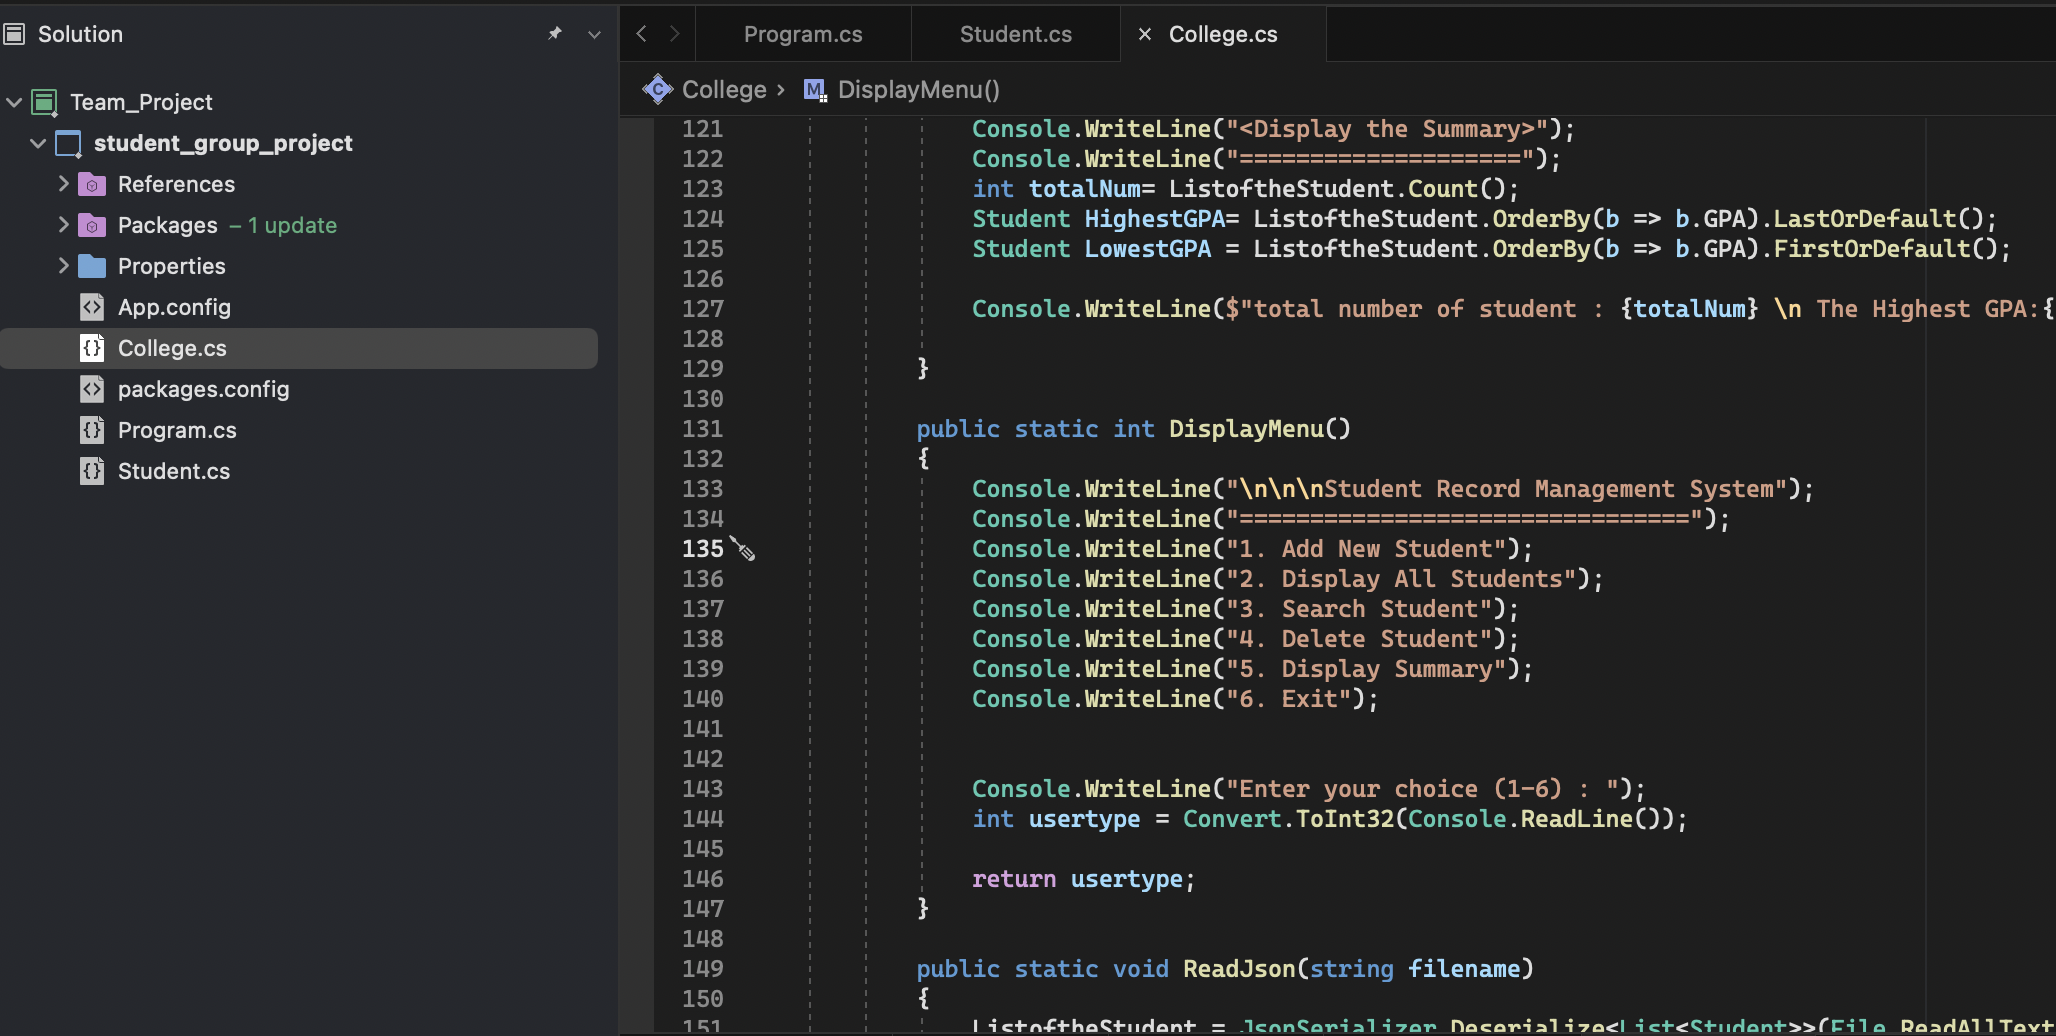 Solution
Team_Project
student_group_project
References
Packages – 1 update
Properties
App.config
College.cs
packages.config
Program.cs
Student.cs
Program.cs Student.cs College.cs
College > DisplayMenu()
121 Console.WriteLine("<Display the Summary>");
122 Console.WriteLine("====================");
123 int totalNum= ListoftheStudent.Count();
124 Student HighestGPA= ListoftheStudent.OrderBy(b => b.GPA).LastOrDefault();
125 Student LowestGPA = ListoftheStudent.OrderBy(b => b.GPA).FirstOrDefault();
126
127 Console.WriteLine($"total number of student : {totalNum} \n The Highest GPA:{
128
129 }
130
131 public static int DisplayMenu()
132 {
133 Console.WriteLine("\n\n\nStudent Record Management System");
134 Console.WriteLine("================================");
135 Console.WriteLine("1. Add New Student");
136 Console.WriteLine("2. Display All Students");
137 Console.WriteLine("3. Search Student");
138 Console.WriteLine("4. Delete Student");
139 Console.WriteLine("5. Display Summary");
140 Console.WriteLine("6. Exit");
141
142
143 Console.WriteLine("Enter your choice (1-6) : ");
144 int usertype = Convert.ToInt32(Console.ReadLine());
145
146 return usertype;
147 }
148
149 public static void ReadJson(string filename)
150 {
151 ListoftheStudent = JsonSerializer.Deserialize<List<Student>>(File.ReadAllText